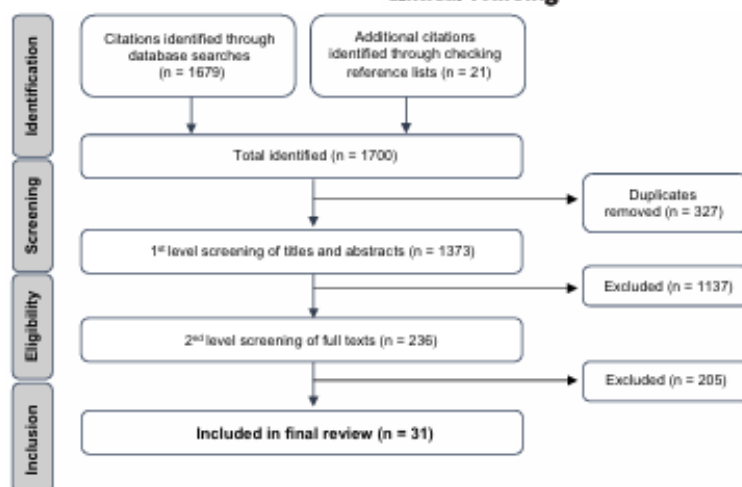 Citations identified through
database searches
(n = 1679)
Additional citations
identified through checking
reference lists (n = 21)
Identification
Total identified (n = 1700)
Duplicates
removed (n = 327)
Screening
1st level screening of titles and abstracts (n = 1373)
Excluded (n = 1137)
Eligibility
2nd level screening of full texts (n = 236)
Excluded (n = 205)
Inclusion
Included in final review (n = 31)